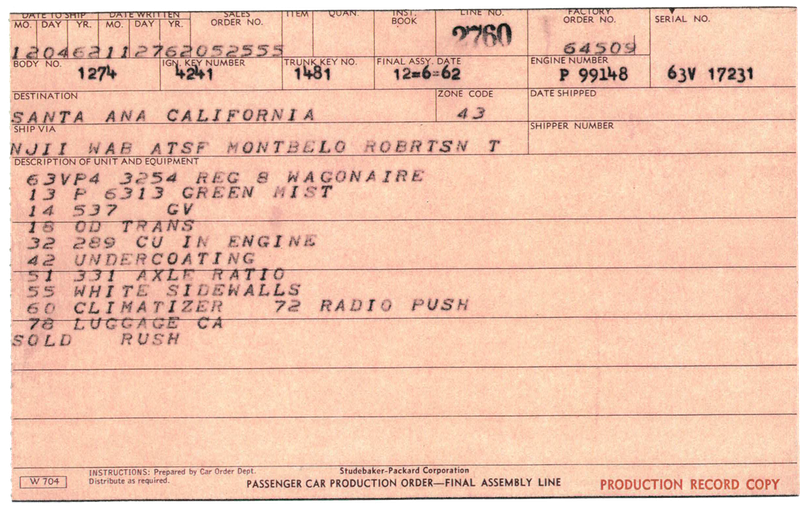 DATE TO SHIP DATE WRITTEN SALES ORDER NO. ITEM QUAN. INST. BOOK LINE NO. FACTORY ORDER NO. SERIAL NO.
MO. DAY YR. MO. DAY YR.
120462112762052555 2760 64509
BODY NO. IGN. KEY NUMBER TRUNK KEY NO. FINAL ASSY. DATE ENGINE NUMBER
1274 4241 1481 12=6=62 P 99148 63V 17231
DESTINATION ZONE CODE DATE SHIPPED
SANTA ANA CALIFORNIA 43
SHIP VIA SHIPPER NUMBER
NJII WAB ATSF MONTBELO ROBRTSN T
DESCRIPTION OF UNIT AND EQUIPMENT
63VP4 3254 REG 8 WAGONAIRE
13 P 6313 GREEN MIST
14 537 GV
18 OD TRANS
32 289 CU IN ENGINE
42 UNDERCOATING
51 331 AXLE RATIO
55 WHITE SIDEWALLS
60 CLIMATIZER 72 RADIO PUSH
78 LUGGAGE CA
SOLD RUSH
W 704
INSTRUCTIONS: Prepared by Car Order Dept.
Distribute as required.
Studebaker-Packard Corporation
PASSENGER CAR PRODUCTION ORDER—FINAL ASSEMBLY LINE
PRODUCTION RECORD COPY